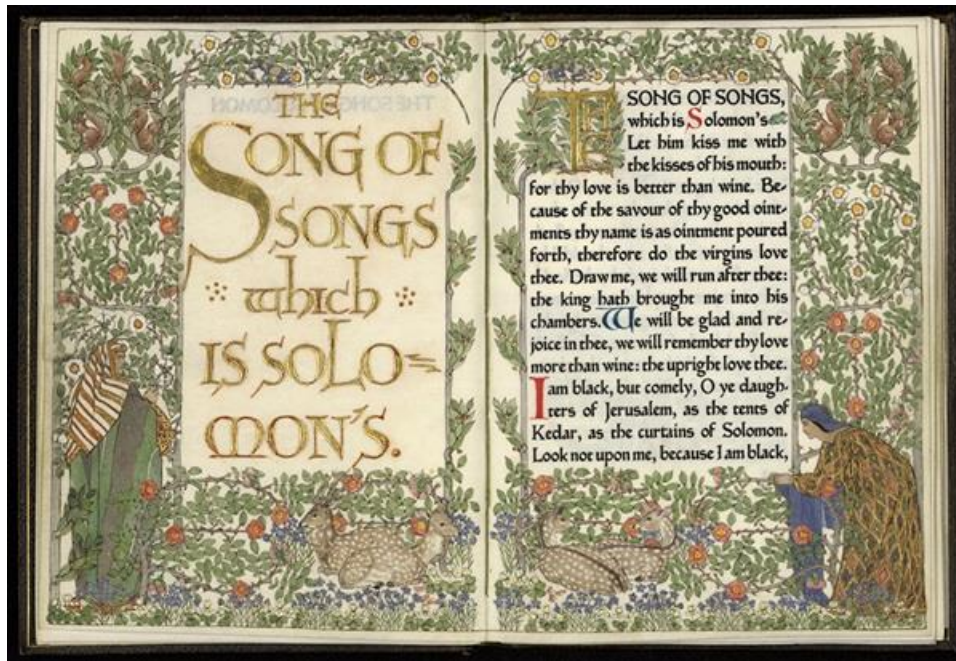 THE
SONG OF
SONGS
which
IS SOLO=
MON'S.
THE SONG OF SONGS,
which is Solomon's
Let him kiss me with
the kisses of his mouth:
for thy love is better than wine. Be-
cause of the savour of thy good oint-
ments thy name is as ointment poured
forth, therefore do the virgins love
thee. Draw me, we will run after thee:
the king hath brought me into his
chambers. We will be glad and re-
joice in thee, we will remember thy love
more than wine: the upright love thee.
I am black, but comely, O ye daugh-
ters of Jerusalem, as the tents of
Kedar, as the curtains of Solomon.
Look not upon me, because I am black,